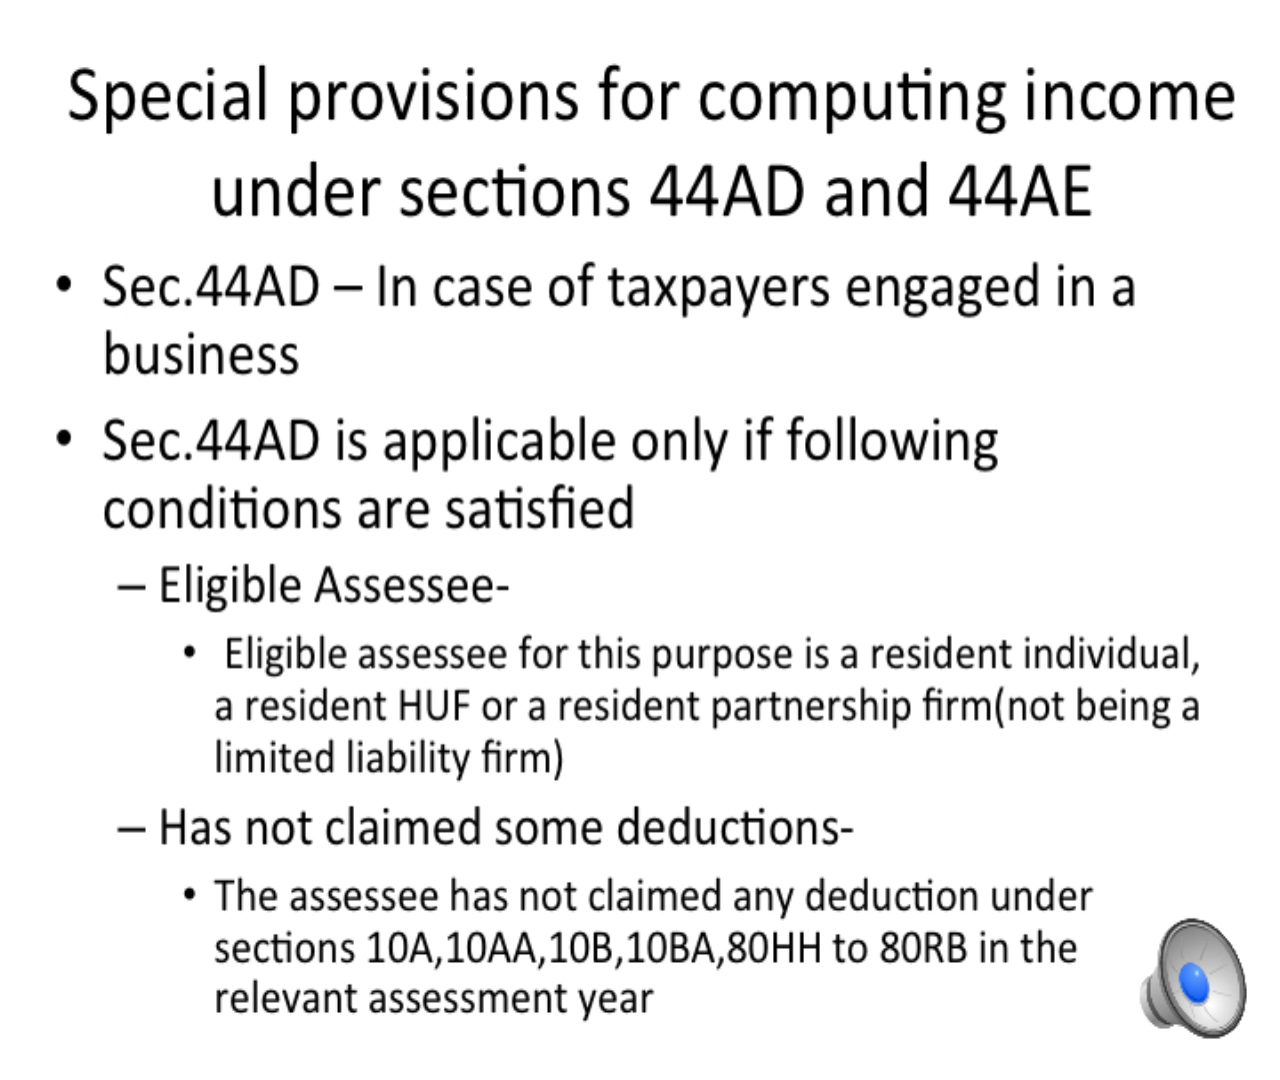 Special provisions for computing income
under sections 44AD and 44AE
• Sec.44AD – In case of taxpayers engaged in a
business
• Sec.44AD is applicable only if following
conditions are satisfied
– Eligible Assessee-
• Eligible assessee for this purpose is a resident individual,
a resident HUF or a resident partnership firm(not being a
limited liability firm)
– Has not claimed some deductions-
• The assessee has not claimed any deduction under
sections 10A,10AA,10B,10BA,80HH to 80RB in the
relevant assessment year